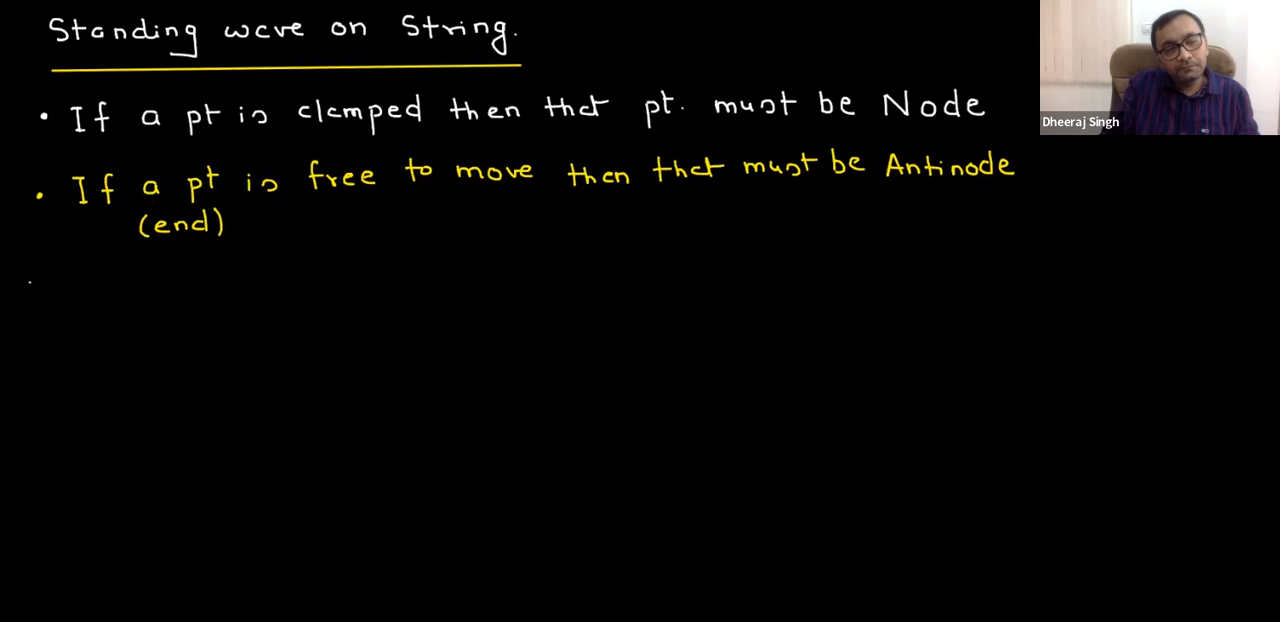 Standing wave on String.
• If a pt is clamped then that pt. must be Node
• If a pt is free to move then that must be Antinode
(end)
Dheeraj Singh